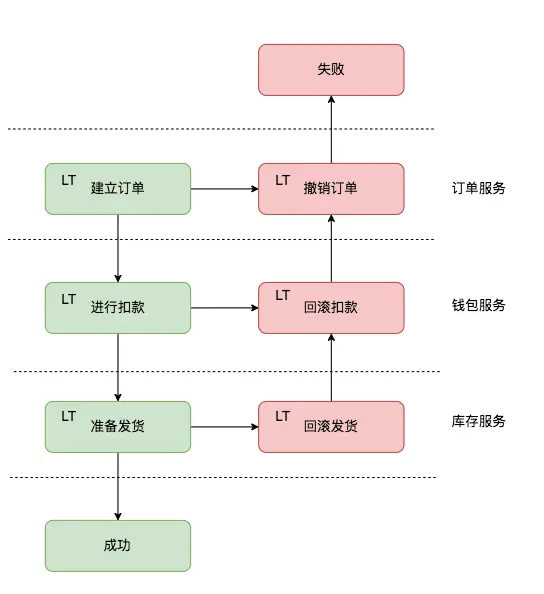 失败
LT 建立订单
LT 撤销订单
订单服务
LT 进行扣款
LT 回滚扣款
钱包服务
LT 准备发货
LT 回滚发货
库存服务
成功